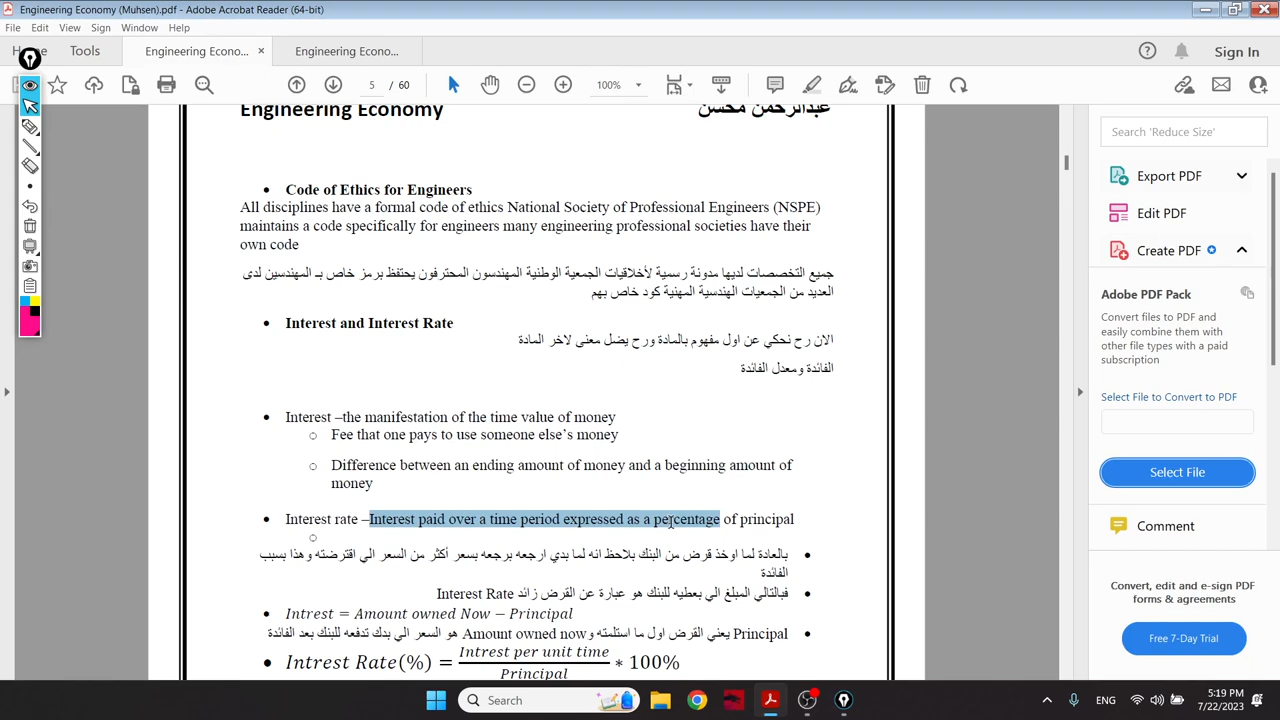 Engineering Economy (Muhsen).pdf - Adobe Acrobat Reader (64-bit)
File Edit View Sign Window Help
Tools Engineering Econo... × Engineering Econo... Sign In
5 / 60 100%
Search 'Reduce Size'
Export PDF
Edit PDF
Create PDF
Adobe PDF Pack
Convert files to PDF and
easily combine them with
other file types with a paid
subscription
Select File to Convert to PDF
Select File
Comment
Convert, edit and e-sign PDF
forms & agreements
Free 7-Day Trial
Engineering Economy عبدالرحمن محسن
• Code of Ethics for Engineers
All disciplines have a formal code of ethics National Society of Professional Engineers (NSPE)
maintains a code specifically for engineers many engineering professional societies have their
own code
جميع التخصصات لديها مدونة رسمية لأخلاقيات الجمعية الوطنية المهندسون المحترفون يحتفظ برمز خاص بـ المهندسين لدى
العديد من الجمعيات الهندسية المهنية كود خاص بهم
• Interest and Interest Rate
الان رح نحكي عن اول مفهوم بالمادة ورح يضل معنى لاخر المادة
الفائدة ومعدل الفائدة
• Interest –the manifestation of the time value of money
○ Fee that one pays to use someone else’s money
○ Difference between an ending amount of money and a beginning amount of
money
• Interest rate –Interest paid over a time period expressed as a percentage of principal
○
• بالعادة لما اوخذ قرض من البنك بلاحظ انه لما بدي ارجعه برجعه بسعر أكثر من السعر الي اقترضته وهذا بسبب
الفائدة
• فبالتالي المبلغ الي بعطيه للبنك هو عبارة عن القرض زائد Interest Rate
• Intrest = Amount owned Now − Principal
• Principal يعني القرض اول ما استلمته و Amount owned now هو السعر الي بدك تدفعه للبنك بعد الفائدة
• Intrest Rate(%) = Intrest per unit time / Principal * 100%
Search
ENG
5:19 PM
7/22/2023